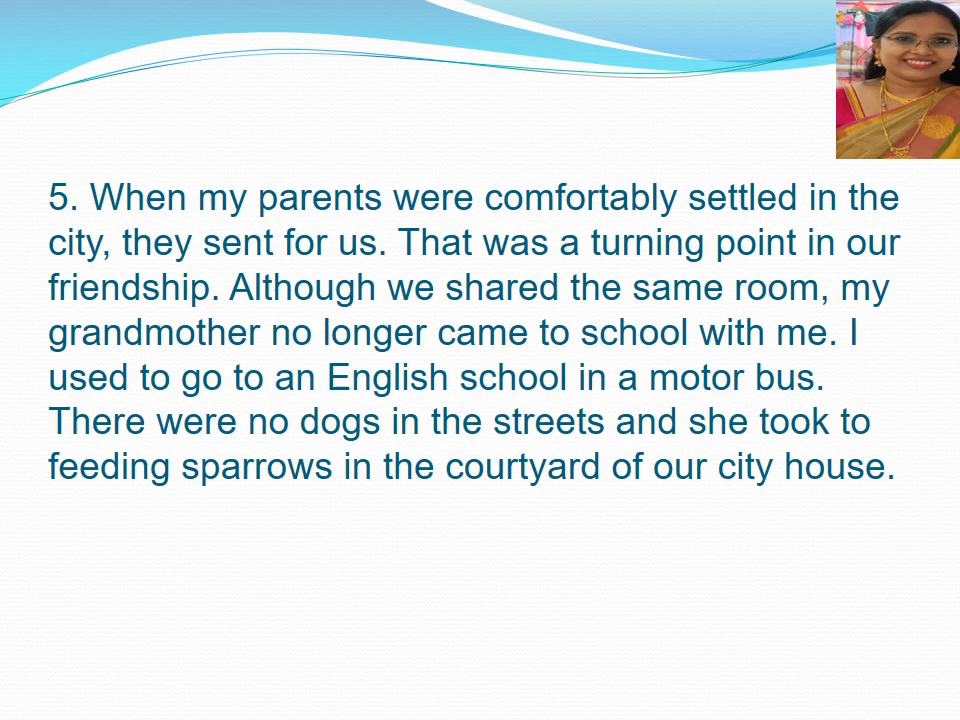 5. When my parents were comfortably settled in the
city, they sent for us. That was a turning point in our
friendship. Although we shared the same room, my
grandmother no longer came to school with me. I
used to go to an English school in a motor bus.
There were no dogs in the streets and she took to
feeding sparrows in the courtyard of our city house.